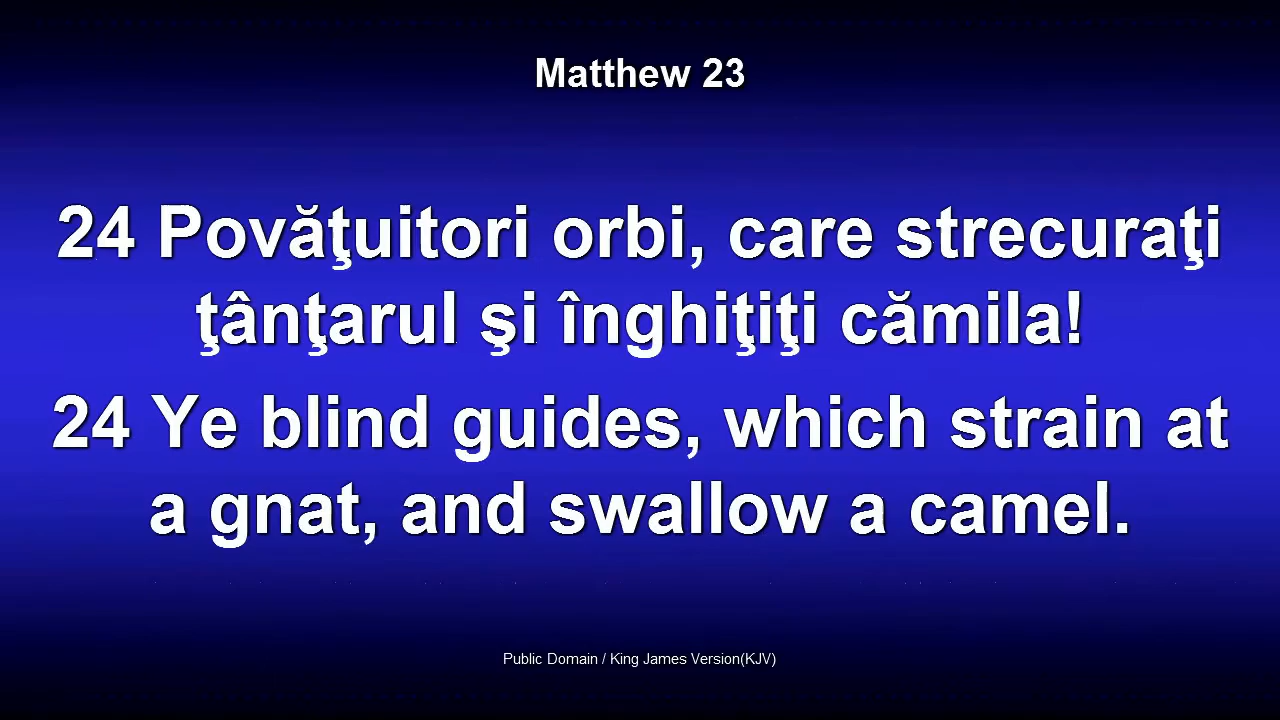 Matthew 23
24 Povăţuitori orbi, care strecuraţi
ţânţarul şi înghiţiţi cămila!
24 Ye blind guides, which strain at
a gnat, and swallow a camel.
Public Domain / King James Version(KJV)